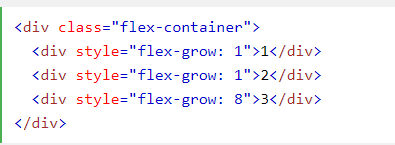 <div class="flex-container">
  <div style="flex-grow: 1">1</div>
  <div style="flex-grow: 1">2</div>
  <div style="flex-grow: 8">3</div>
</div>